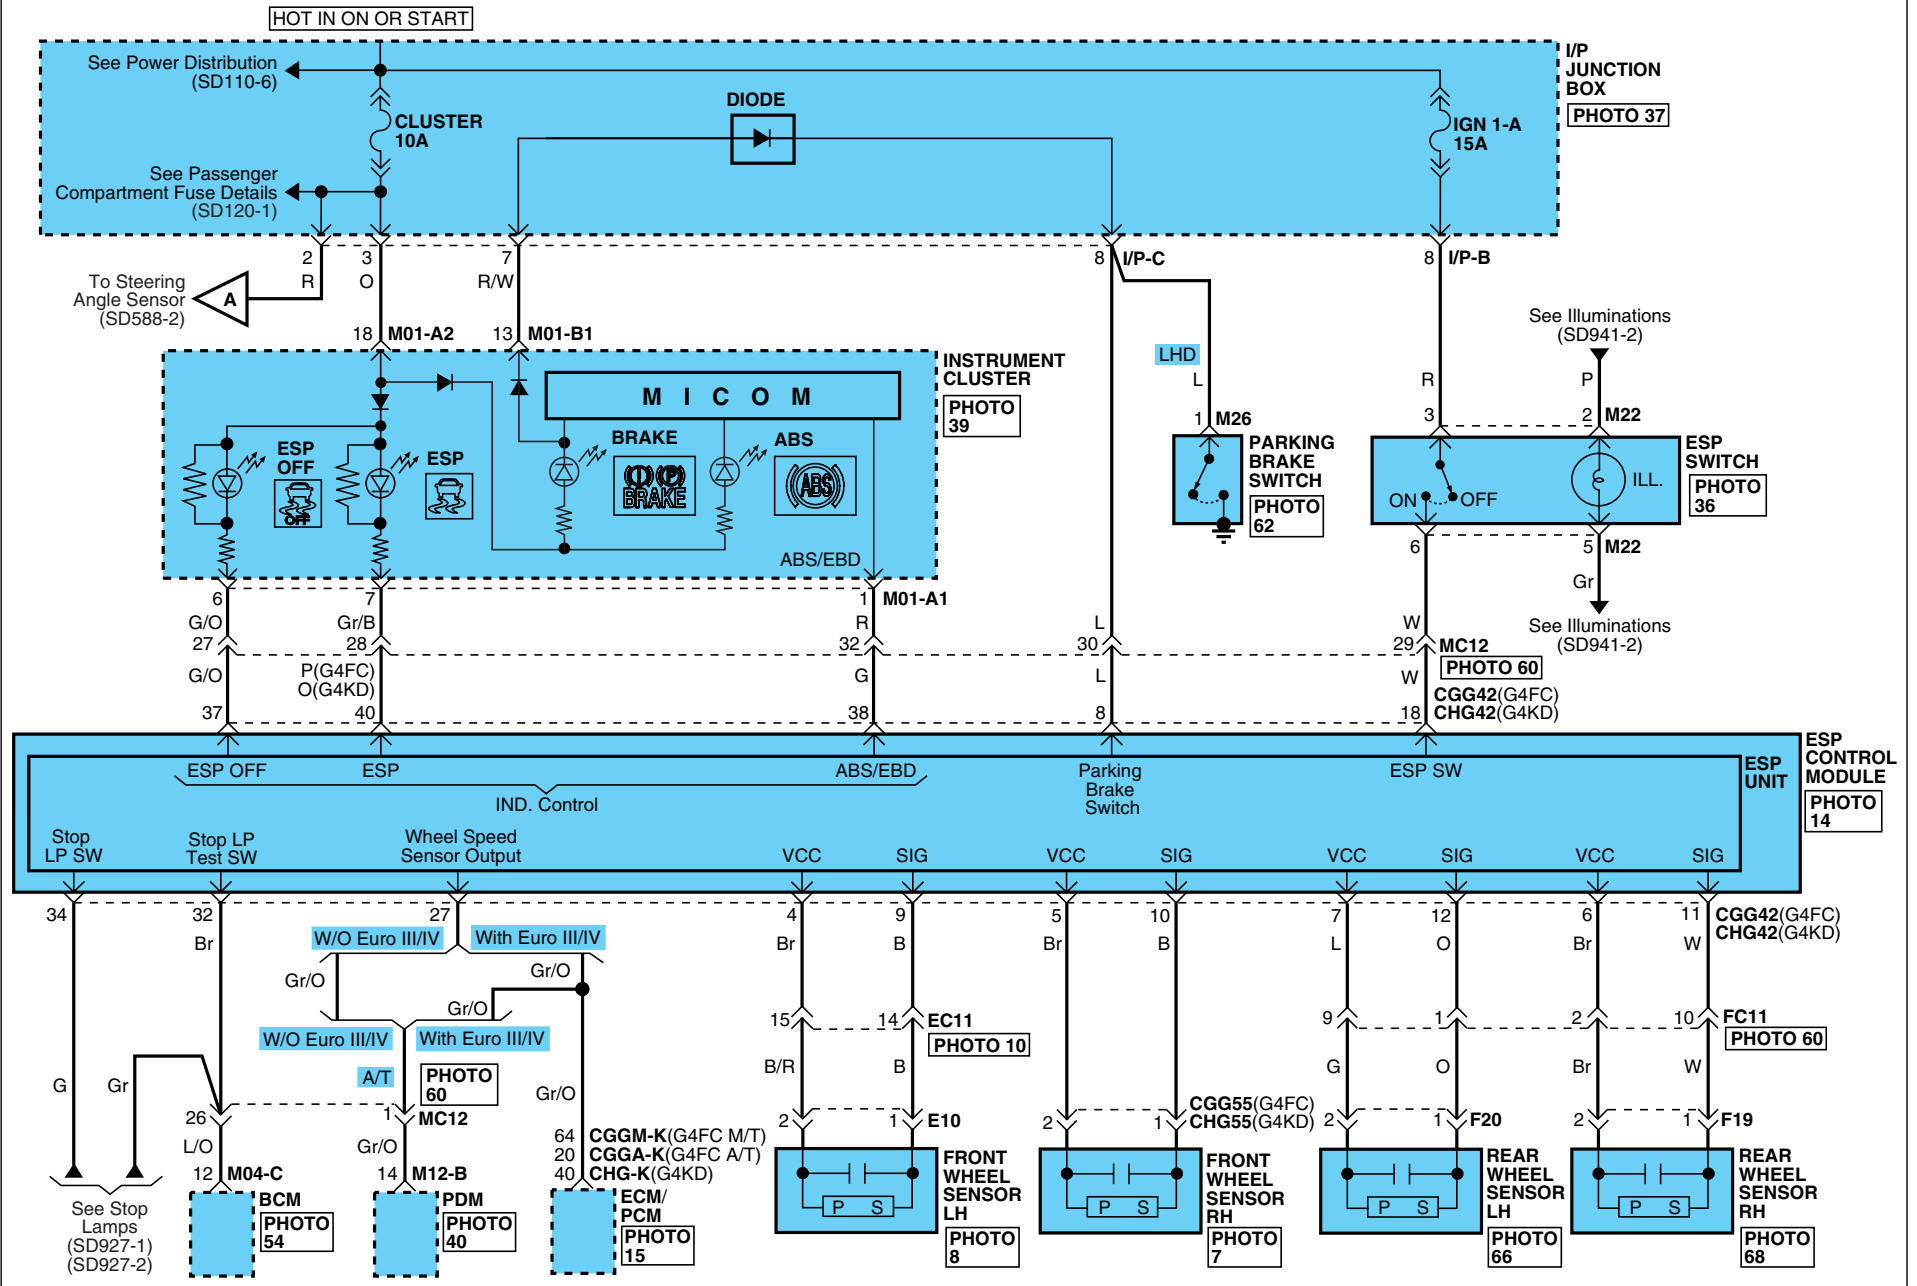 HOT IN ON OR START
See Power Distribution
(SD110-6)
CLUSTER
10A
DIODE
IGN 1-A
15A
I/P
JUNCTION
BOX
PHOTO 37
See Passenger
Compartment Fuse Details
(SD120-1)
2
3
7
8
I/P-C
8
I/P-B
To Steering
Angle Sensor
(SD588-2)
A
R
O
R/W
18
M01-A2
13
M01-B1
See Illuminations
(SD941-2)
LHD
L
R
P
1
M26
3
2
M22
INSTRUMENT
CLUSTER
PHOTO
39
M I C O M
ESP
OFF
OFF
ESP
BRAKE
(!) (P)
BRAKE
ABS
ABS
ABS/EBD
PARKING
BRAKE
SWITCH
PHOTO
62
ON
OFF
ILL.
ESP
SWITCH
PHOTO
36
6
5
M22
Gr
See Illuminations
(SD941-2)
6
7
1
M01-A1
G/O
Gr/B
R
L
W
27
28
32
30
29
MC12
PHOTO 60
G/O
P(G4FC)
O(G4KD)
G
L
W
CGG42(G4FC)
CHG42(G4KD)
37
40
38
8
18
ESP
CONTROL
MODULE
PHOTO
14
ESP
UNIT
ESP OFF
ESP
ABS/EBD
IND. Control
Parking
Brake
Switch
ESP SW
Stop
LP SW
Stop LP
Test SW
Wheel Speed
Sensor Output
VCC
SIG
VCC
SIG
VCC
SIG
VCC
SIG
34
32
27
4
9
5
10
7
12
6
11
CGG42(G4FC)
CHG42(G4KD)
Br
W/O Euro III/IV
With Euro III/IV
Br
B
Br
B
L
O
Br
W
Gr/O
Gr/O
Gr/O
W/O Euro III/IV
With Euro III/IV
15
14
EC11
PHOTO 10
9
1
2
10
FC11
PHOTO 60
G
Gr
A/T
PHOTO
60
Gr/O
B/R
B
G
O
Br
W
26
1
MC12
L/O
Gr/O
64
CGGM-K(G4FC M/T)
20
CGGA-K(G4FC A/T)
40
CHG-K(G4KD)
2
1
E10
2
1
CGG55(G4FC)
CHG55(G4KD)
2
1
F20
2
1
F19
12
M04-C
14
M12-B
See Stop
Lamps
(SD927-1)
(SD927-2)
BCM
PHOTO
54
PDM
PHOTO
40
ECM/
PCM
PHOTO
15
P S
FRONT
WHEEL
SENSOR
LH
PHOTO
8
P S
FRONT
WHEEL
SENSOR
RH
PHOTO
7
P S
REAR
WHEEL
SENSOR
LH
PHOTO
66
P S
REAR
WHEEL
SENSOR
RH
PHOTO
68